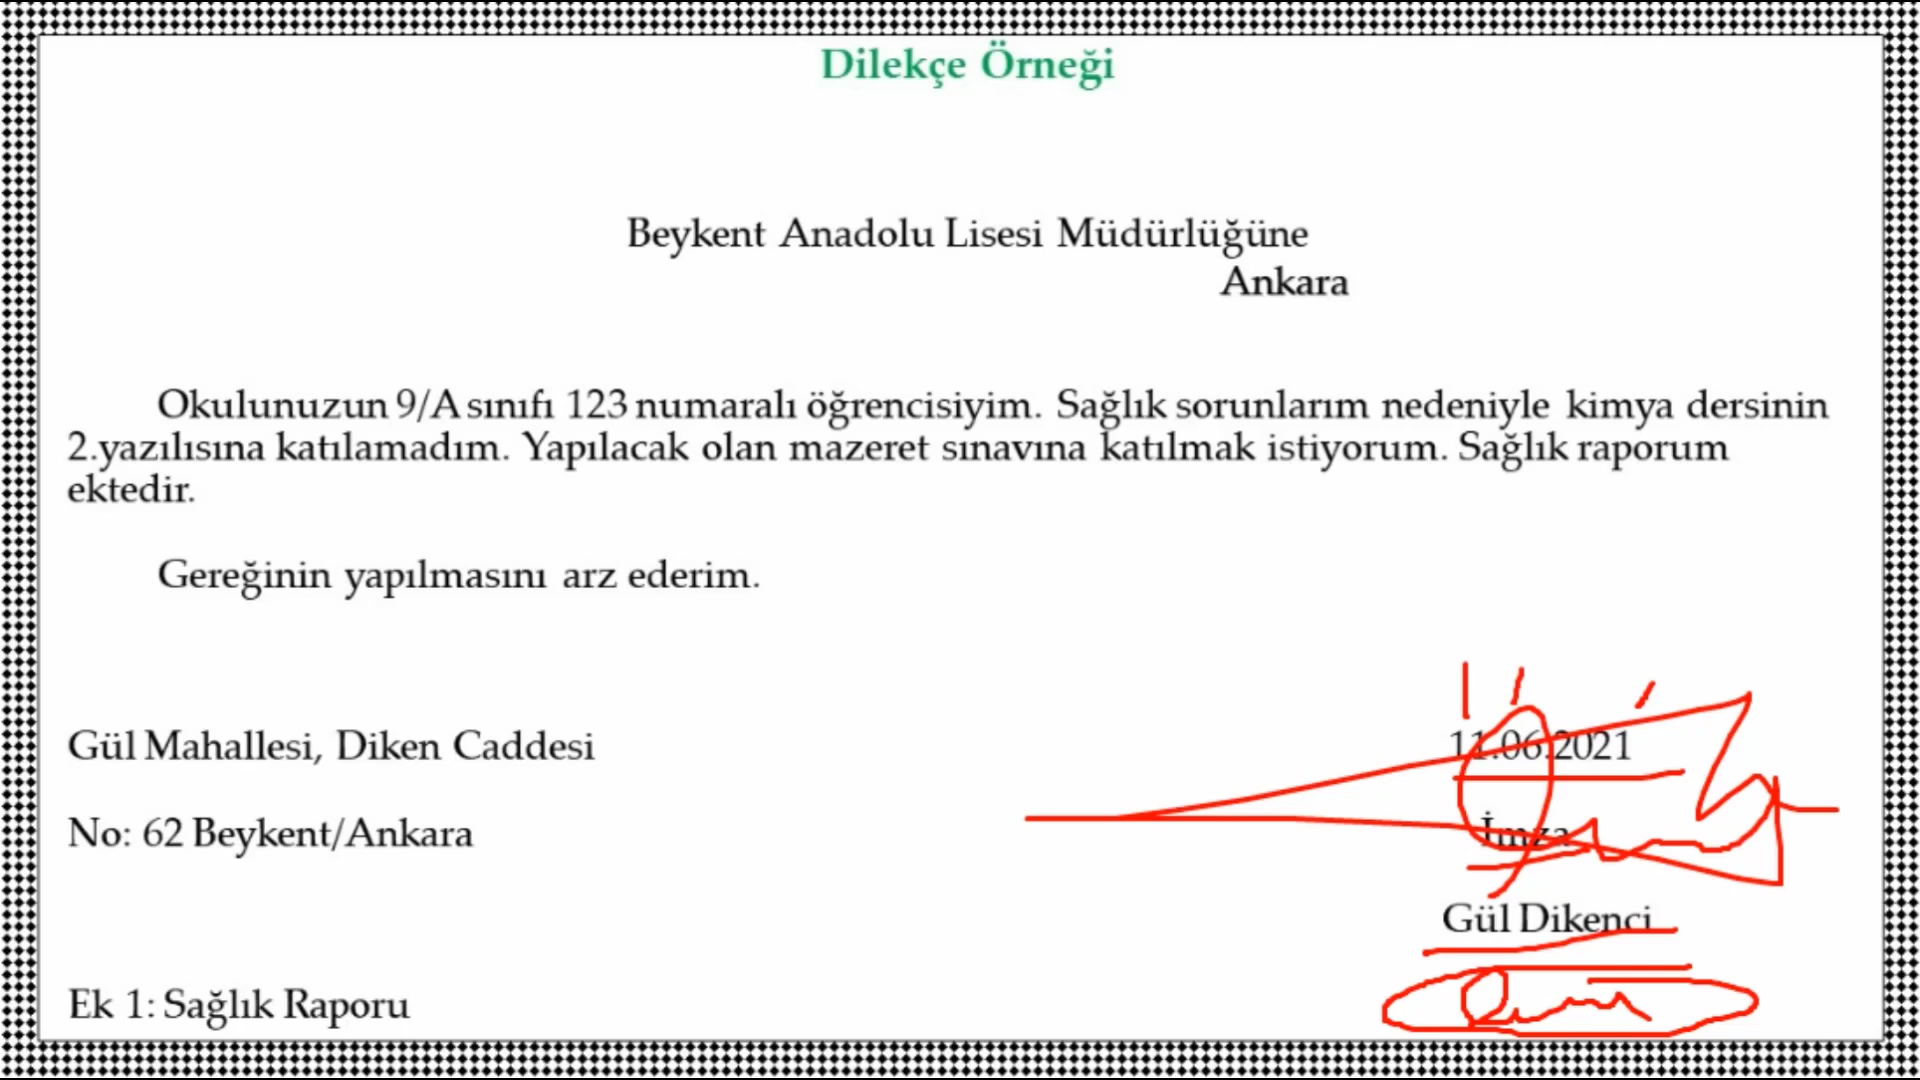 Dilekçe Örneği
Beykent Anadolu Lisesi Müdürlüğüne
Ankara
Okulunuzun 9/A sınıfı 123 numaralı öğrencisiyim. Sağlık sorunlarım nedeniyle kimya dersinin
2.yazılısına katılamadım. Yapılacak olan mazeret sınavına katılmak istiyorum. Sağlık raporum
ektedir.
Gereğinin yapılmasını arz ederim.
Gül Mahallesi, Diken Caddesi
11.06.2021
No: 62 Beykent/Ankara
İmza
Gül Dikenci
Ek 1: Sağlık Raporu